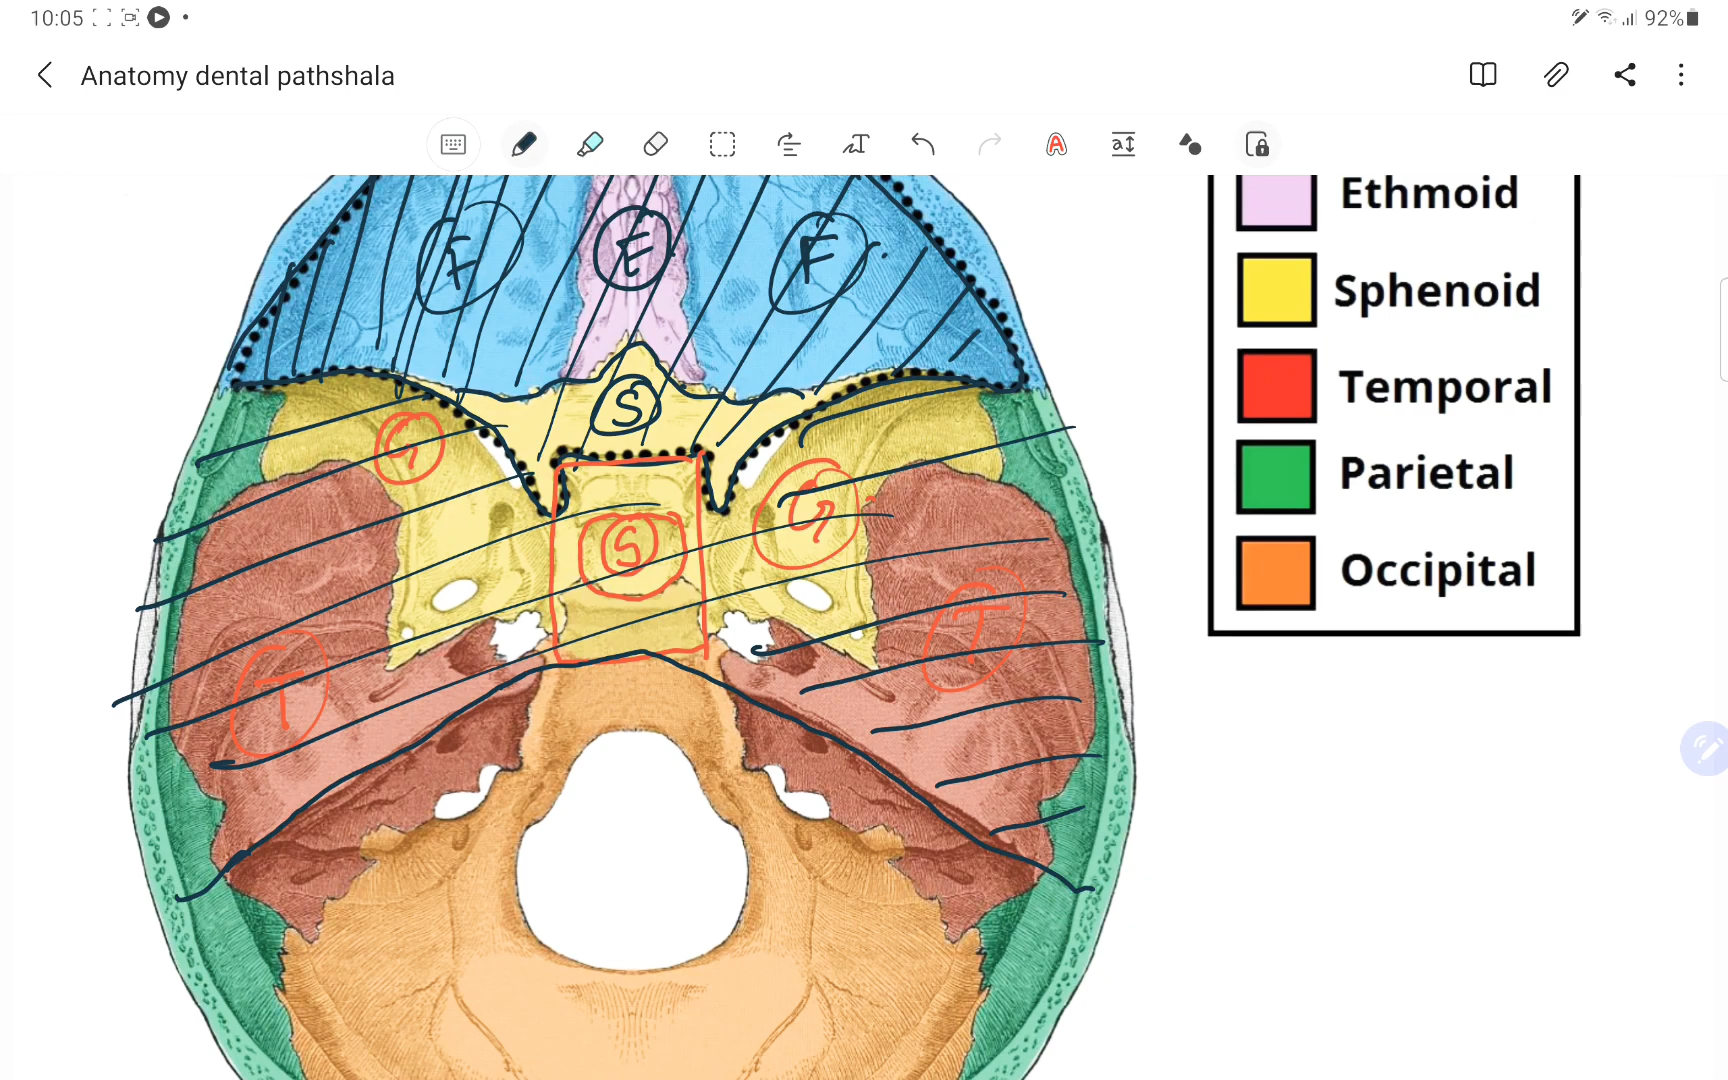 10:05
92%
Anatomy dental pathshala
Ethmoid
F E F
Sphenoid
Temporal
S
G
Parietal
G
S
Occipital
T
T